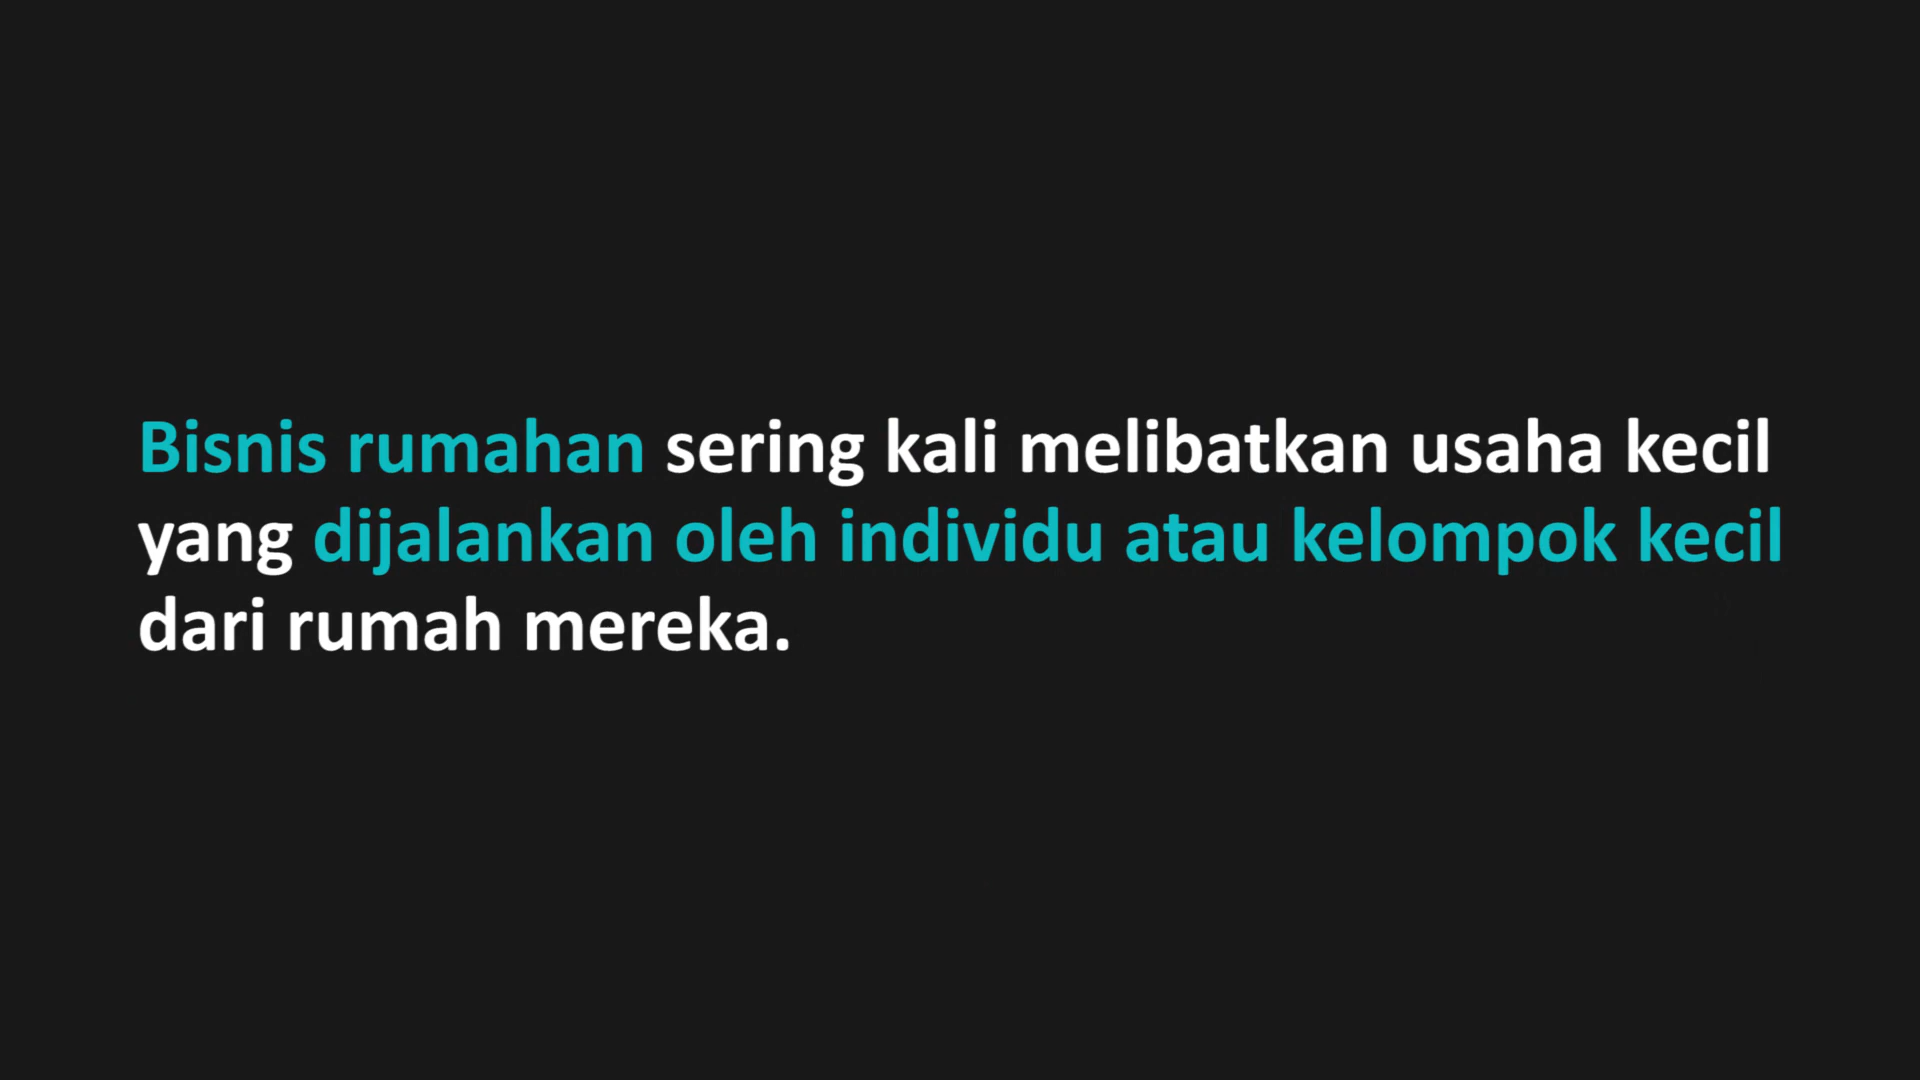 Bisnis rumahan sering kali melibatkan usaha kecil
yang dijalankan oleh individu atau kelompok kecil
dari rumah mereka.